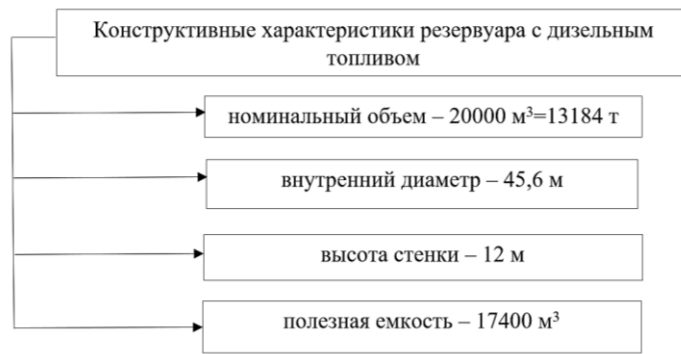 Конструктивные характеристики резервуара с дизельным
топливом
номинальный объем – 20000 м³=13184 т
внутренний диаметр – 45,6 м
высота стенки – 12 м
полезная емкость – 17400 м³